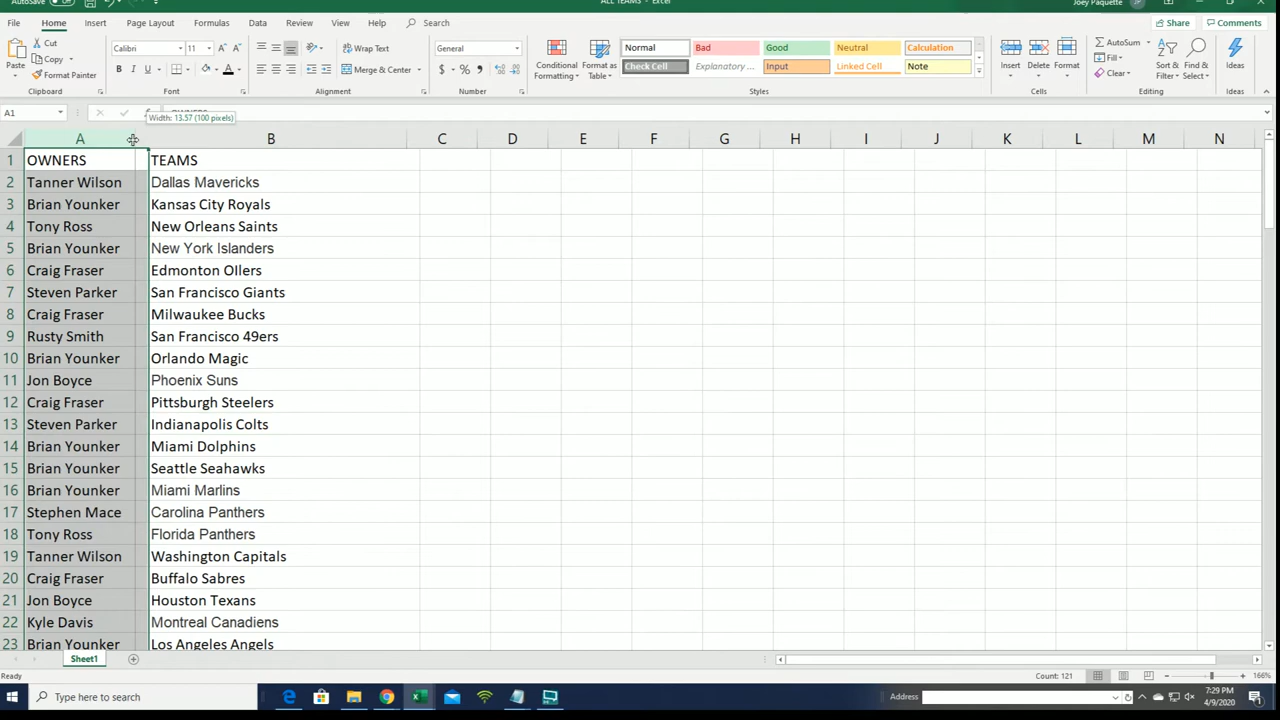 AutoSave
ALL TEAMS - Excel
Joey Paquette
File Home Insert Page Layout Formulas Data Review View Help Search Share Comments
Paste Cut Copy Format Painter Clipboard
Calibri 11 B I U A Font
Wrap Text Merge & Center Alignment
General $ % , Number
Conditional Formatting Format as Table
Normal Bad Good Neutral Calculation
Check Cell Explanatory ... Input Linked Cell Note
Styles
Insert Delete Format Cells
AutoSum Fill Clear Sort & Filter Find & Select Editing
Ideas Ideas
A1
Width: 13.57 (100 pixels)
A B C D E F G H I J K L M N
1 OWNERS TEAMS
2 Tanner Wilson Dallas Mavericks
3 Brian Younker Kansas City Royals
4 Tony Ross New Orleans Saints
5 Brian Younker New York Islanders
6 Craig Fraser Edmonton OIlers
7 Steven Parker San Francisco Giants
8 Craig Fraser Milwaukee Bucks
9 Rusty Smith San Francisco 49ers
10 Brian Younker Orlando Magic
11 Jon Boyce Phoenix Suns
12 Craig Fraser Pittsburgh Steelers
13 Steven Parker Indianapolis Colts
14 Brian Younker Miami Dolphins
15 Brian Younker Seattle Seahawks
16 Brian Younker Miami Marlins
17 Stephen Mace Carolina Panthers
18 Tony Ross Florida Panthers
19 Tanner Wilson Washington Capitals
20 Craig Fraser Buffalo Sabres
21 Jon Boyce Houston Texans
22 Kyle Davis Montreal Canadiens
23 Brian Younker Los Angeles Angels
Sheet1
Ready Count: 121 166%
Type here to search Address 7:29 PM
4/9/2020